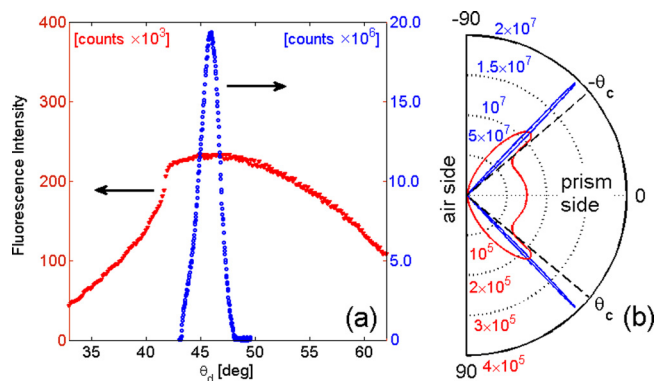 400
[counts ×10³]
[counts ×10⁶]
20.0
300
15.0
200
10.0
100
5.0
0
0
35
40
45
50
55
60
Fluorescence Intensity
θd [deg]
(a)
-90
2×10⁷
1.5×10⁷
10⁷
5×10⁷
-θc
air side
prism side
0
10⁵
2×10⁵
3×10⁵
4×10⁵
θc
90
(b)